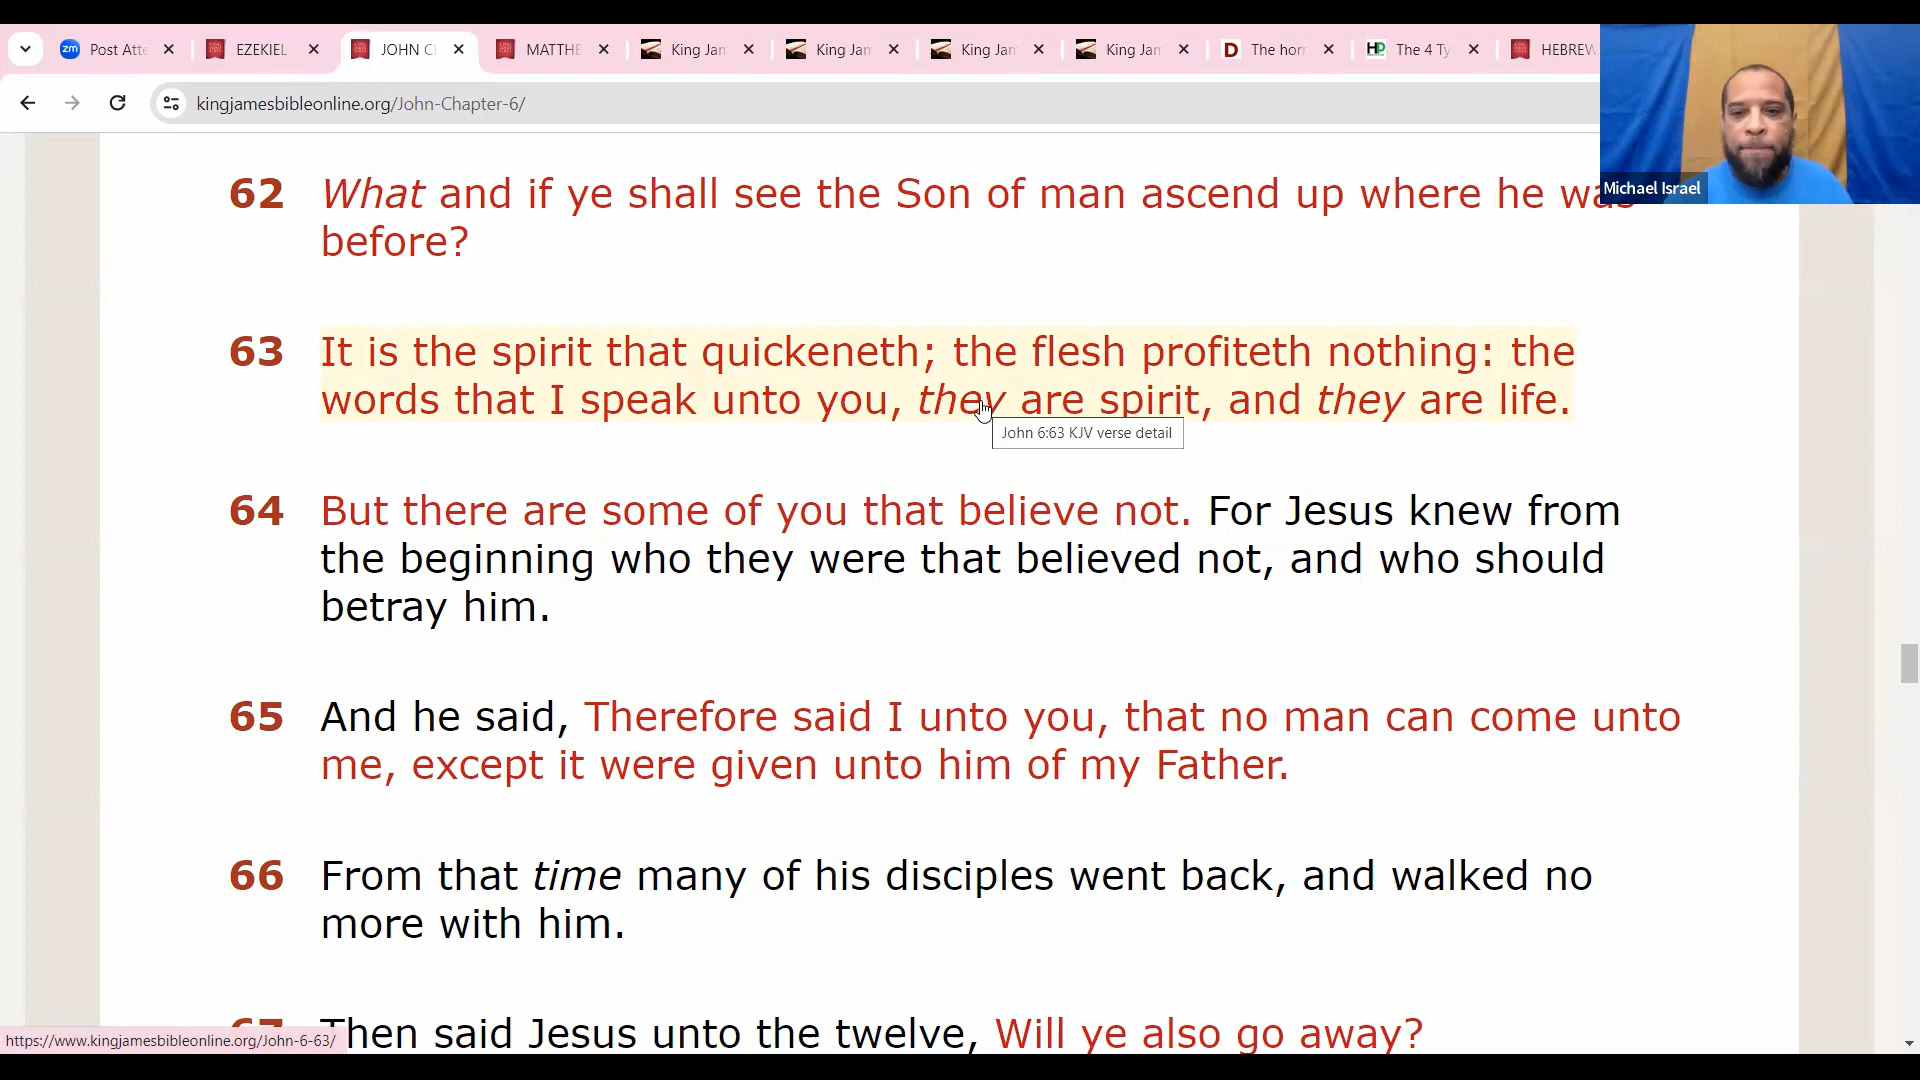 zm Post Atte
EZEKIEL
JOHN C
MATTHE
King Jam
King Jam
King Jam
King Jam
D The horr
HD The 4 Ty
HEBREW
kingjamesbibleonline.org/John-Chapter-6/
Michael Israel
62 What and if ye shall see the Son of man ascend up where he was
before?
63 It is the spirit that quickeneth; the flesh profiteth nothing: the
words that I speak unto you, they are spirit, and they are life.
John 6:63 KJV verse detail
64 But there are some of you that believe not. For Jesus knew from
the beginning who they were that believed not, and who should
betray him.
65 And he said, Therefore said I unto you, that no man can come unto
me, except it were given unto him of my Father.
66 From that time many of his disciples went back, and walked no
more with him.
67 Then said Jesus unto the twelve, Will ye also go away?
https://www.kingjamesbibleonline.org/John-6-63/